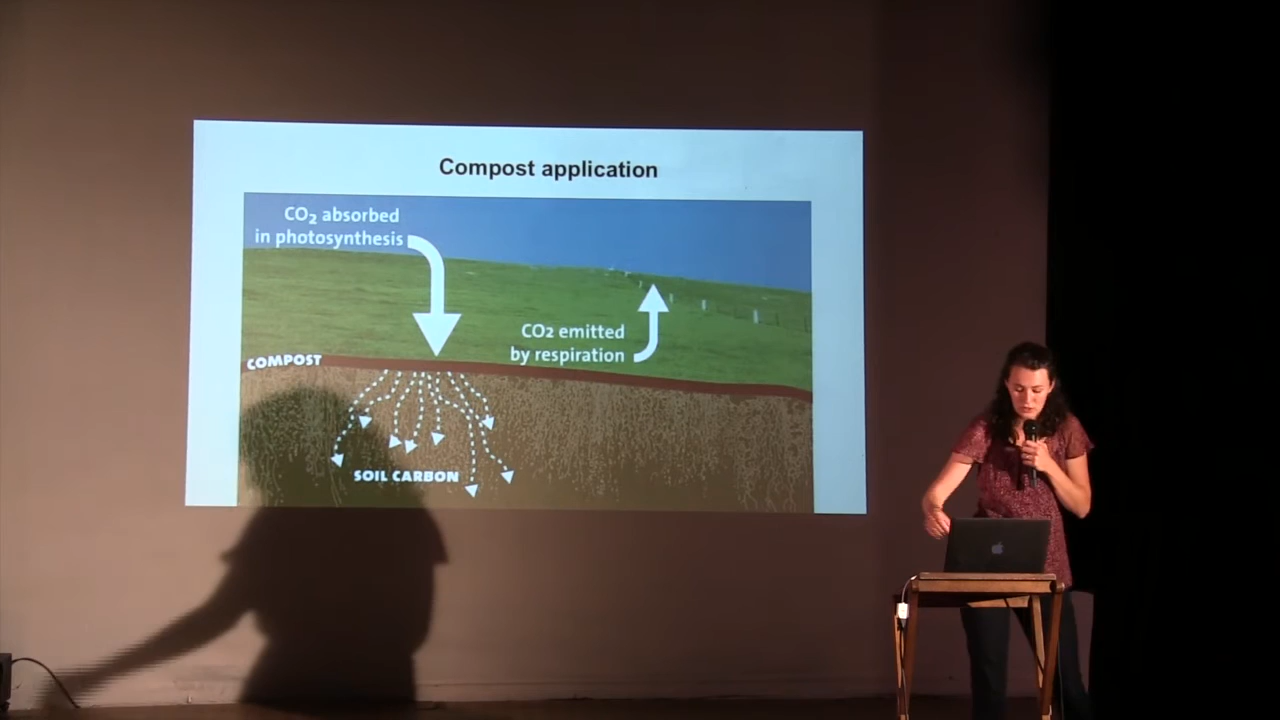 Compost application
CO₂ absorbed
in photosynthesis
CO₂ emitted
by respiration
COMPOST
SOIL CARBON